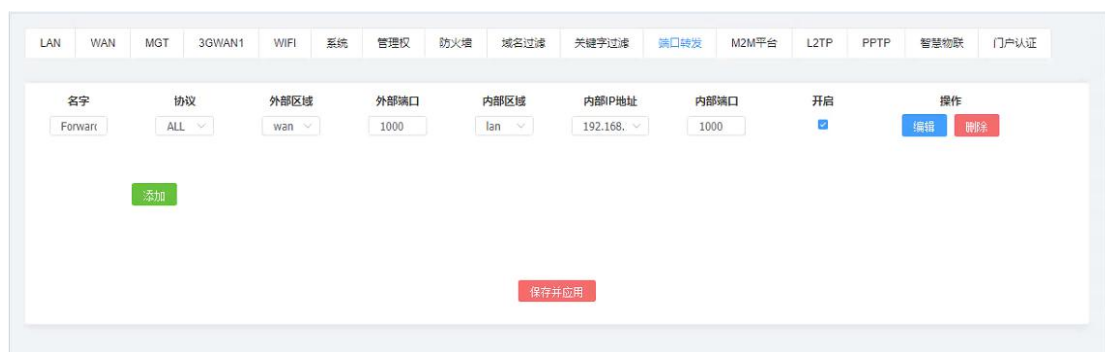 LAN WAN MGT 3GWAN1 WIFI 系统 管理权 防火墙 域名过滤 关键字过滤 端口转发 M2M平台 L2TP PPTP 智慧物联 门户认证
名字 协议 外部区域 外部端口 内部区域 内部IP地址 内部端口 开启 操作
Forwarc ALL wan 1000 lan 192.168. 1000 编辑 删除
添加
保存并应用